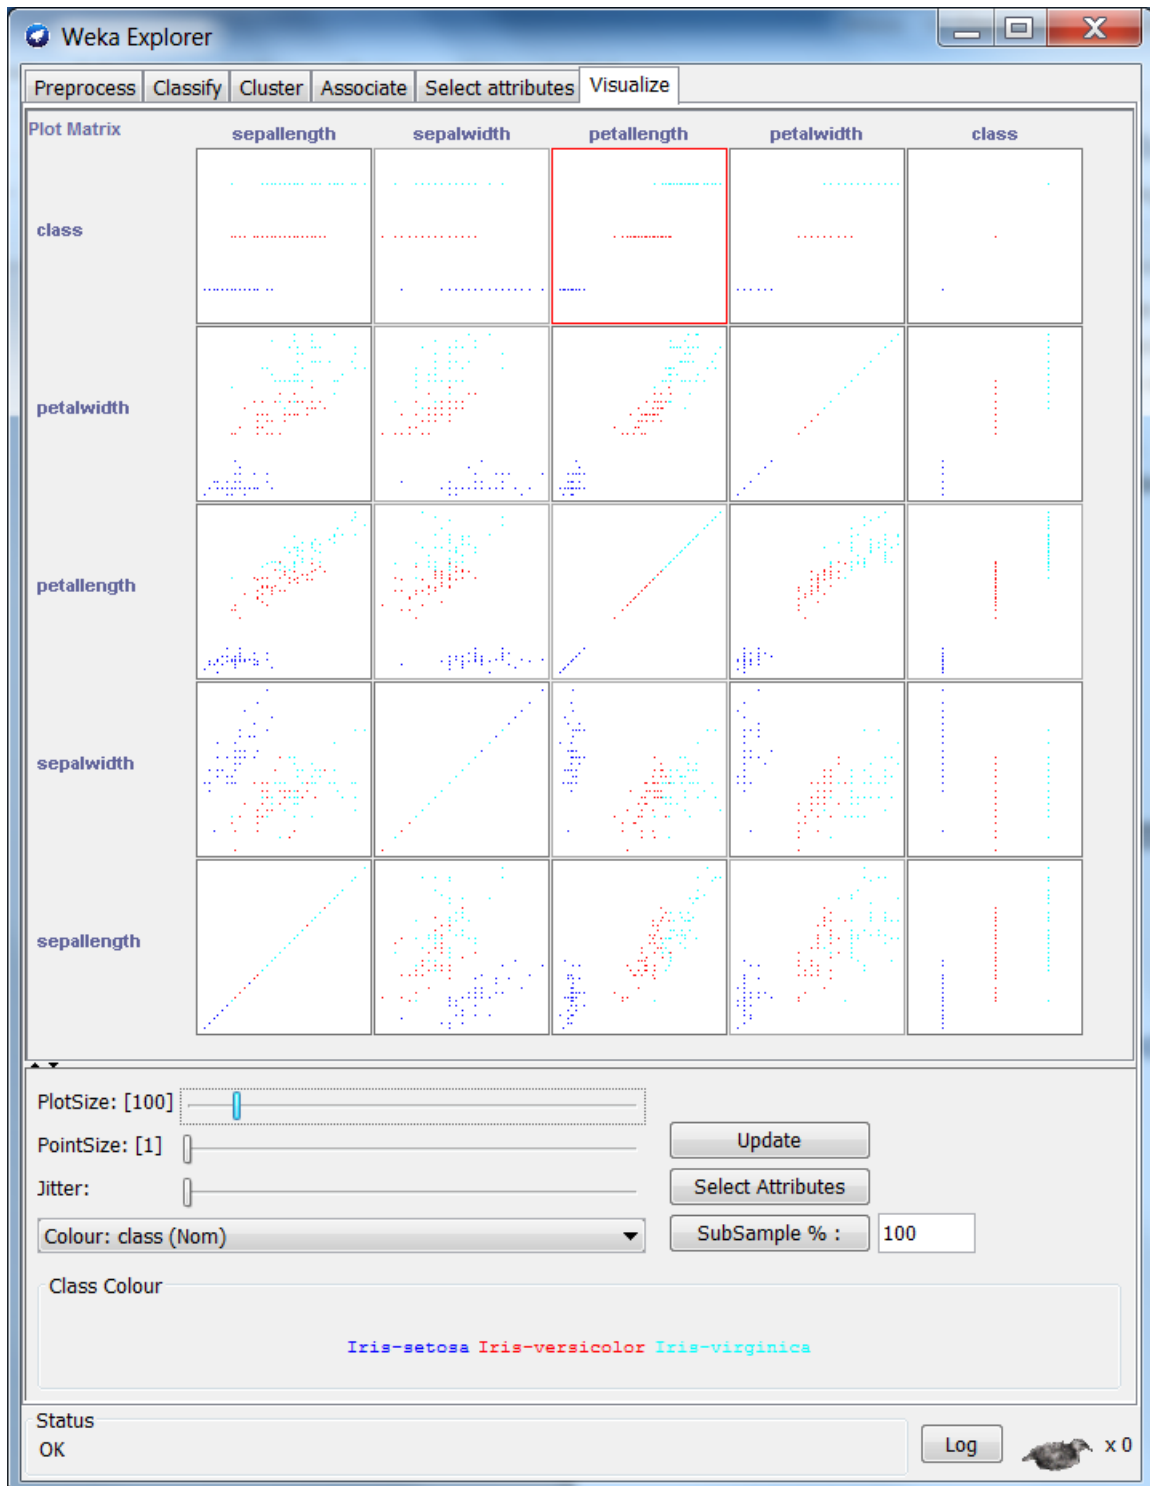 Weka Explorer
Preprocess Classify Cluster Associate Select attributes Visualize
Plot Matrix sepallength sepalwidth petallength petalwidth class
class
petalwidth
petallength
sepalwidth
sepallength
PlotSize: [100]
PointSize: [1] Update
Jitter: Select Attributes
Colour: class (Nom) SubSample % : 100
Class Colour
Iris-setosa Iris-versicolor Iris-virginica
Status
OK Log x 0